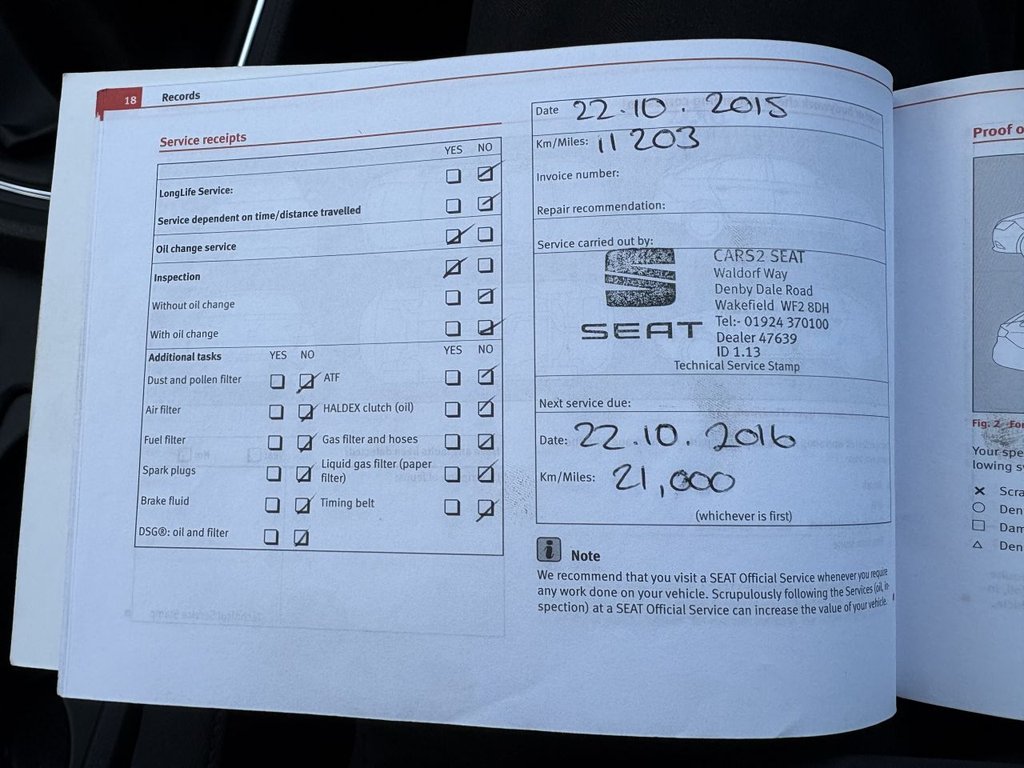 18 Records
Service receipts
YES NO
LongLife Service:
Service dependent on time/distance travelled
Oil change service
Inspection
Without oil change
With oil change
Additional tasks YES NO YES NO
Dust and pollen filter ATF
Air filter HALDEX clutch (oil)
Fuel filter Gas filter and hoses
Spark plugs Liquid gas filter (paper
filter)
Brake fluid Timing belt
DSG®: oil and filter
Date 22.10.2015
Km/Miles: 11203
Invoice number:
Repair recommendation:
Service carried out by:
SEAT
CARS2 SEAT
Waldorf Way
Denby Dale Road
Wakefield WF2 8DH
Tel:- 01924 370100
Dealer 47639
ID 1.13
Technical Service Stamp
Next service due:
Date: 22.10.2016
Km/Miles: 21,000
(whichever is first)
i Note
We recommend that you visit a SEAT Official Service whenever you require
any work done on your vehicle. Scrupulously following the Services (oil, in-
spection) at a SEAT Official Service can increase the value of your vehicle.
Proof o
Fig. 2 For
Your spe
lowing sy
Scra
Den
Dam
Den